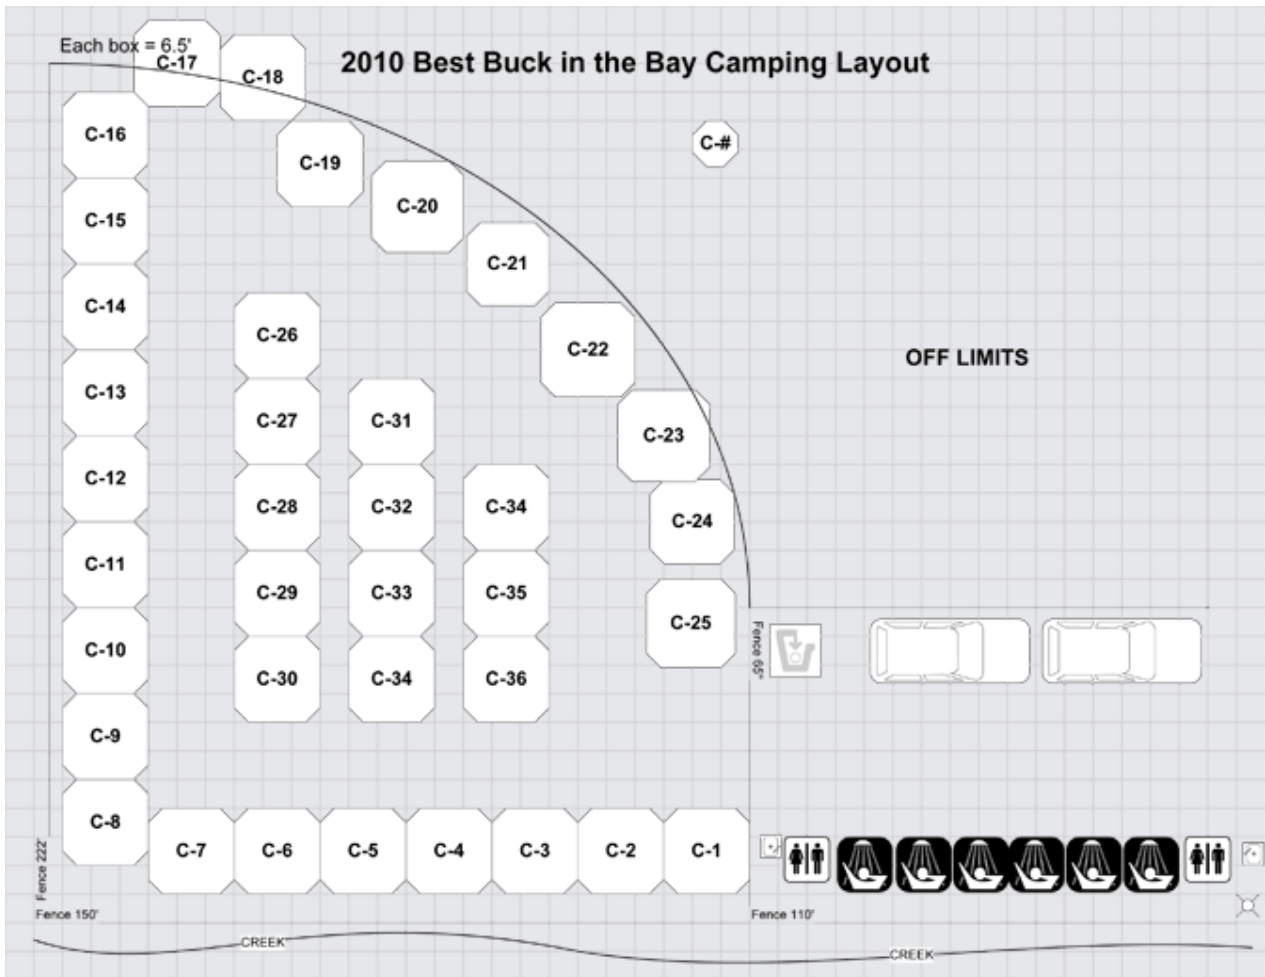 Each box = 6.5'
2010 Best Buck in the Bay Camping Layout
C-17
C-18
C-16
C-#
C-19
C-15
C-20
C-21
C-14
C-26
C-22
OFF LIMITS
C-13
C-27
C-31
C-23
C-12
C-28
C-32
C-34
C-24
C-11
C-29
C-33
C-35
C-25
C-10
C-30
C-34
C-36
Fence 65"
C-9
C-8
C-7
C-6
C-5
C-4
C-3
C-2
C-1
Fence 222'
Fence 150'
Fence 110'
CREEK
CREEK